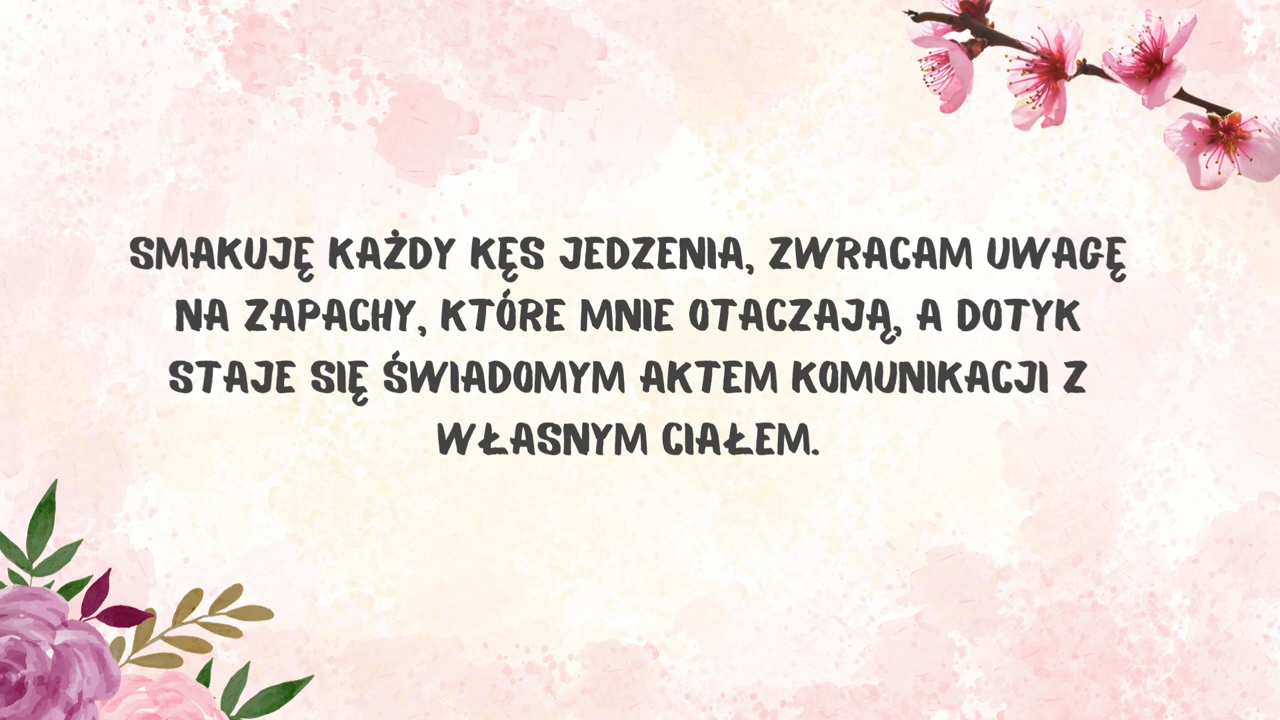 SMAKUJĘ KAŻDY KĘS JEDZENIA, ZWRACAM UWAGĘ
NA ZAPACHY, KTÓRE MNIE OTACZAJĄ, A DOTYK
STAJE SIĘ ŚWIADOMYM AKTEM KOMUNIKACJI Z
WŁASNYM CIAŁEM.